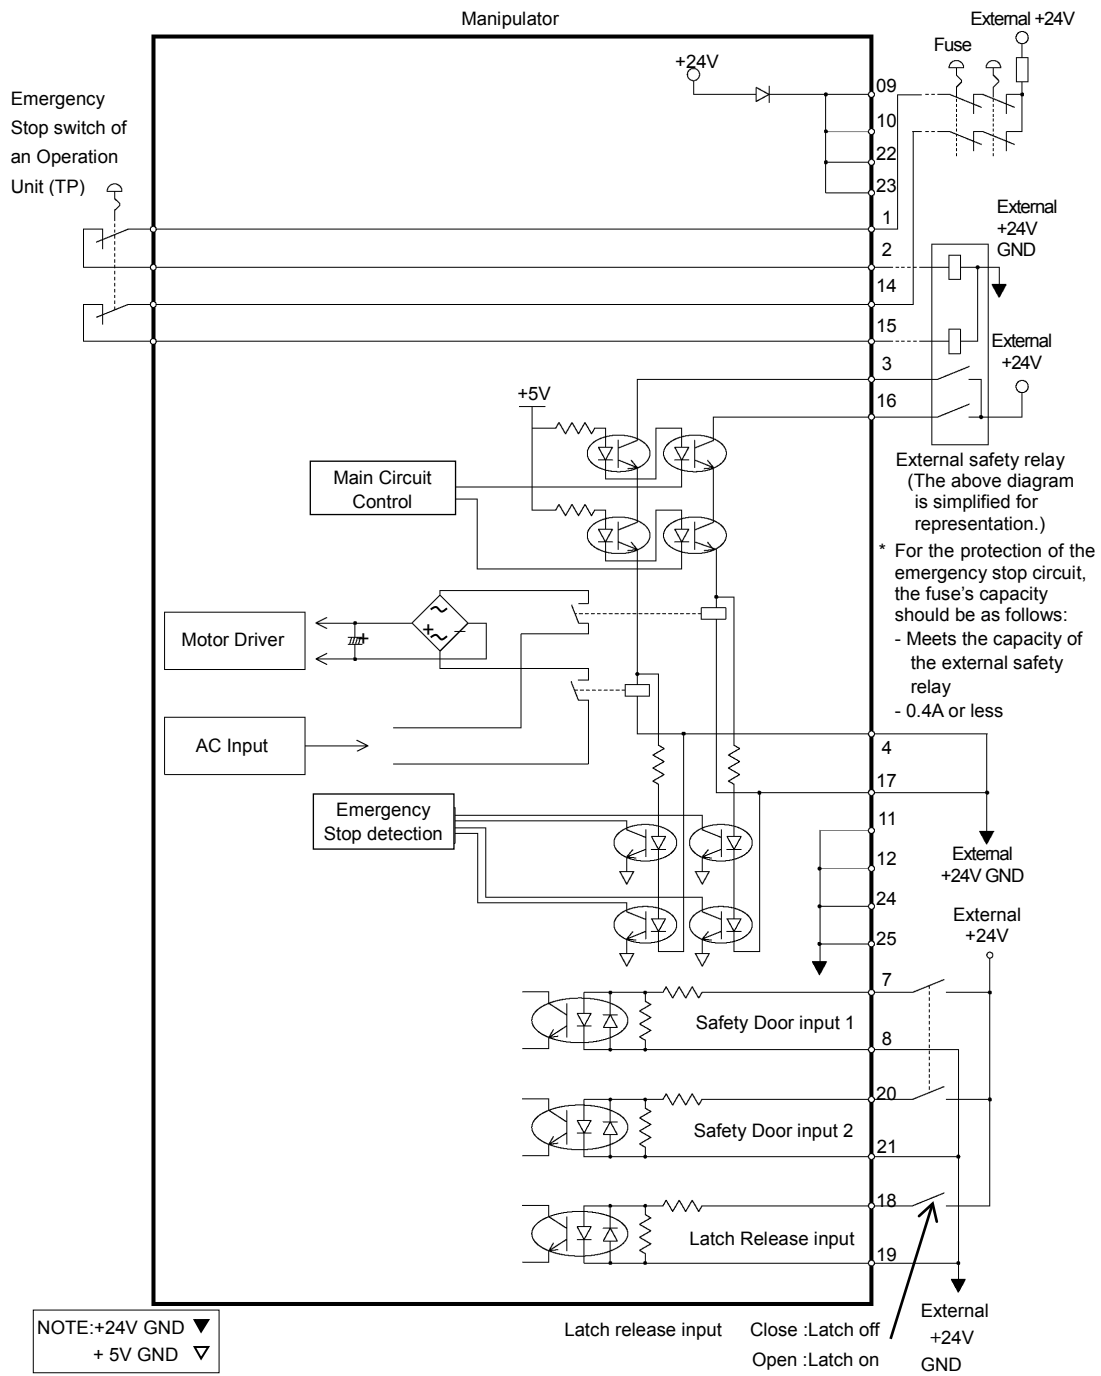 Manipulator
External +24V
Fuse
+24V
09
10
22
23
Emergency
Stop switch of
an Operation
Unit (TP)
1
2
14
15
3
16
External
+24V
GND
External
+24V
+5V
Main Circuit
Control
External safety relay
(The above diagram
is simplified for
representation.)
* For the protection of the
emergency stop circuit,
the fuse's capacity
should be as follows:
- Meets the capacity of
the external safety
relay
- 0.4A or less
Motor Driver
+
+
AC Input
4
17
11
12
24
25
Emergency
Stop detection
External
+24V GND
External
+24V
7
Safety Door input 1
8
20
Safety Door input 2
21
18
Latch Release input
19
NOTE:+24V GND ▼
+ 5V GND ▽
Latch release input Close :Latch off
Open :Latch on
External
+24V
GND